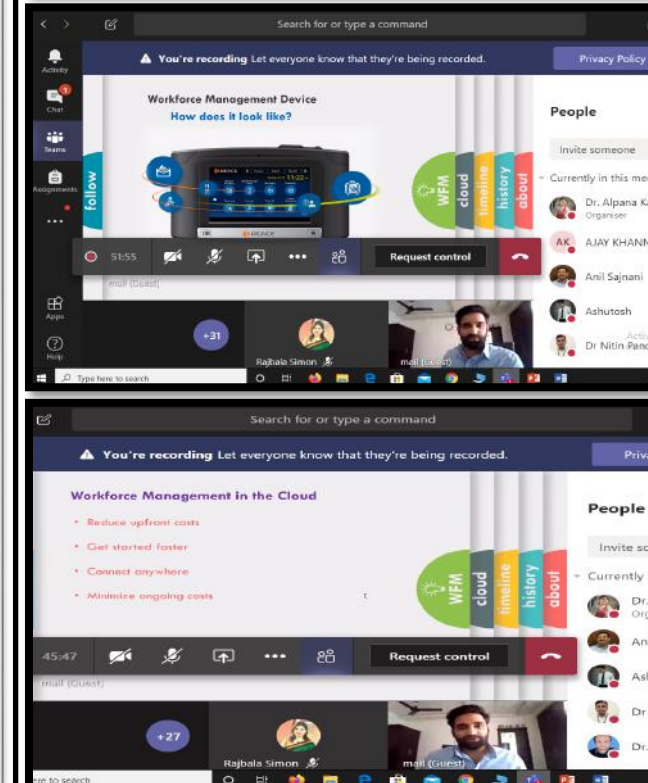 Search for or type a command
You're recording Let everyone know that they're being recorded.
Privacy Policy
Activity
Chat
Teams
Assignments
Apps
Help
Workforce Management Device
How does it look like?
follow
WFM
cloud
timeline
history
about
11:22
KRONOS
51:55
Request control
mail (Guest)
+31
Rajbala Simon
mail (Guest)
People
Invite someone
Currently in this mee
Dr. Alpana Ka
Organiser
AK
AJAY KHANN
Anil Sajnani
Ashutosh
Dr Nitin Pand
Type here to search
Search for or type a command
You're recording Let everyone know that they're being recorded.
Priva
Workforce Management in the Cloud
• Reduce upfront costs
• Get started faster
• Connect anywhere
• Minimize ongoing costs
WFM
cloud
timeline
history
about
45:47
Request control
mail (Guest)
+27
Rajbala Simon
mail (Guest)
People
Invite so
Currently
Dr.
Org
An
Ash
Dr
Dr.
ere to search